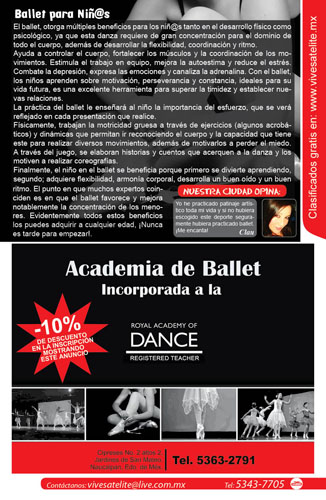 Ballet para Niñ@s
El ballet, otorga múltiples beneficios para los niñ@s tanto en el desarrollo físico como
psicológico, ya que esta danza requiere de gran concentración para el dominio de
todo el cuerpo, además de desarrollar la flexibilidad, coordinación y ritmo.
Ayuda a controlar el cuerpo, fortalecer los músculos y la coordinación de los mo-
vimientos. Estimula el trabajo en equipo, mejora la autoestima y reduce el estrés.
Combate la depresión, expresa las emociones y canaliza la adrenalina. Con el ballet,
los niños aprenden sobre motivación, perseverancia y constancia, ideales para su
vida futura, es una excelente herramienta para superar la timidez y establecer nue-
vas relaciones.
La práctica del ballet le enseñará al niño la importancia del esfuerzo, que se verá
reflejado en cada presentación que realice.
Físicamente, trabajan la motricidad gruesa a través de ejercicios (algunos acrobá-
ticos) y dinámicas que permitan ir reconociendo el cuerpo y la capacidad que tiene
este para realizar diversos movimientos, además de motivarlos a perder el miedo.
A través del juego, se elaboran historias y cuentos que acerquen a la danza y los
motiven a realizar coreografías.
Finalmente, el niño en el ballet se beneficia porque primero se divierte aprendiendo,
segundo; adquiere flexibilidad, armonía corporal, desarrolla un buen oído y un buen
ritmo. El punto en que muchos expertos coin-
ciden es en que el ballet favorece y mejora
notablemente la concentración de los meno-
res. Evidentemente todos estos beneficios
los puedes adquirir a cualquier edad, ¡Nunca
es tarde para empezar!.
NUESTRA CIUDAD OPINA
Yo he practicado patinaje artís-
tico toda mi vida y si no hubiera
escogido este deporte segura-
mente hubiera practicado ballet.
¡Me encanta!
Clau
Clasificados gratis en: www.vivesatelite.mx
Academia de Ballet
Incorporada a la
-10%
DE DESCUENTO
EN LA INSCRIPCIÓN
MOSTRANDO
ESTE ANUNCIO
ROYAL ACADEMY OF
DANCE
REGISTERED TEACHER
Jardines de San Mateo
Naucalpan, Edo. de Mex
Tel. 5363-2791
Contáctanos: vivesatelite@live.com.mx
Tel: 5343-7705